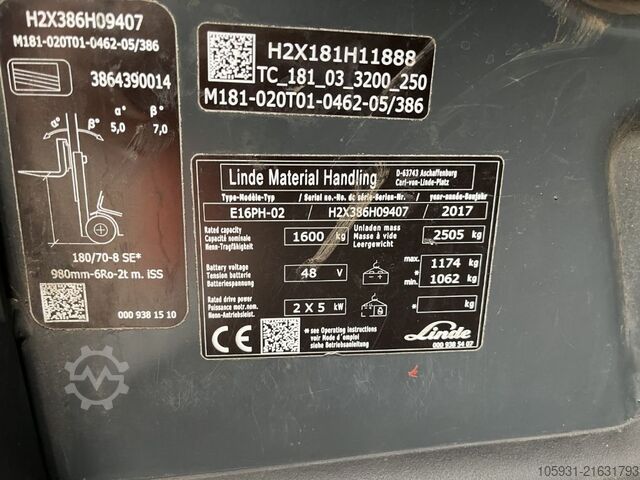 H2X386H09407
M181-020T01-0462-05/386
3864390014
α° β°
5,0 7,0
α° β°
180/70-8 SE*
980mm-6Ro-2t m. iSS
000 938 15 10
H2X181H11888
TC_181_03_3200_250
M181-020T01-0462-05/386
Linde Material Handling
D-63743 Aschaffenburg
Carl-von-Linde-Platz
Type-Modèle-Typ / Serial no.-No. de série-Serien-Nr. / year-année-Baujahr
E16PH-02 / H2X386H09407 / 2017
Rated capacity
Capacité nominale
Nenn-Tragfähigkeit
1600 kg
Unladen mass
Masse à vide
Leergewicht
2505 kg
Battery voltage
Tension batterie
Batteriespannung
48 V
max. 1174 kg
* min. 1062 kg
Rated drive power
Puissance motor.nom.
Nenn-Antriebsleist.
2 X 5 kW
* kg
CE
* see Operating instructions
voir Mode d'emploi
siehe Betriebsanleitung
Linde
000 938 54 07
105931-21631793